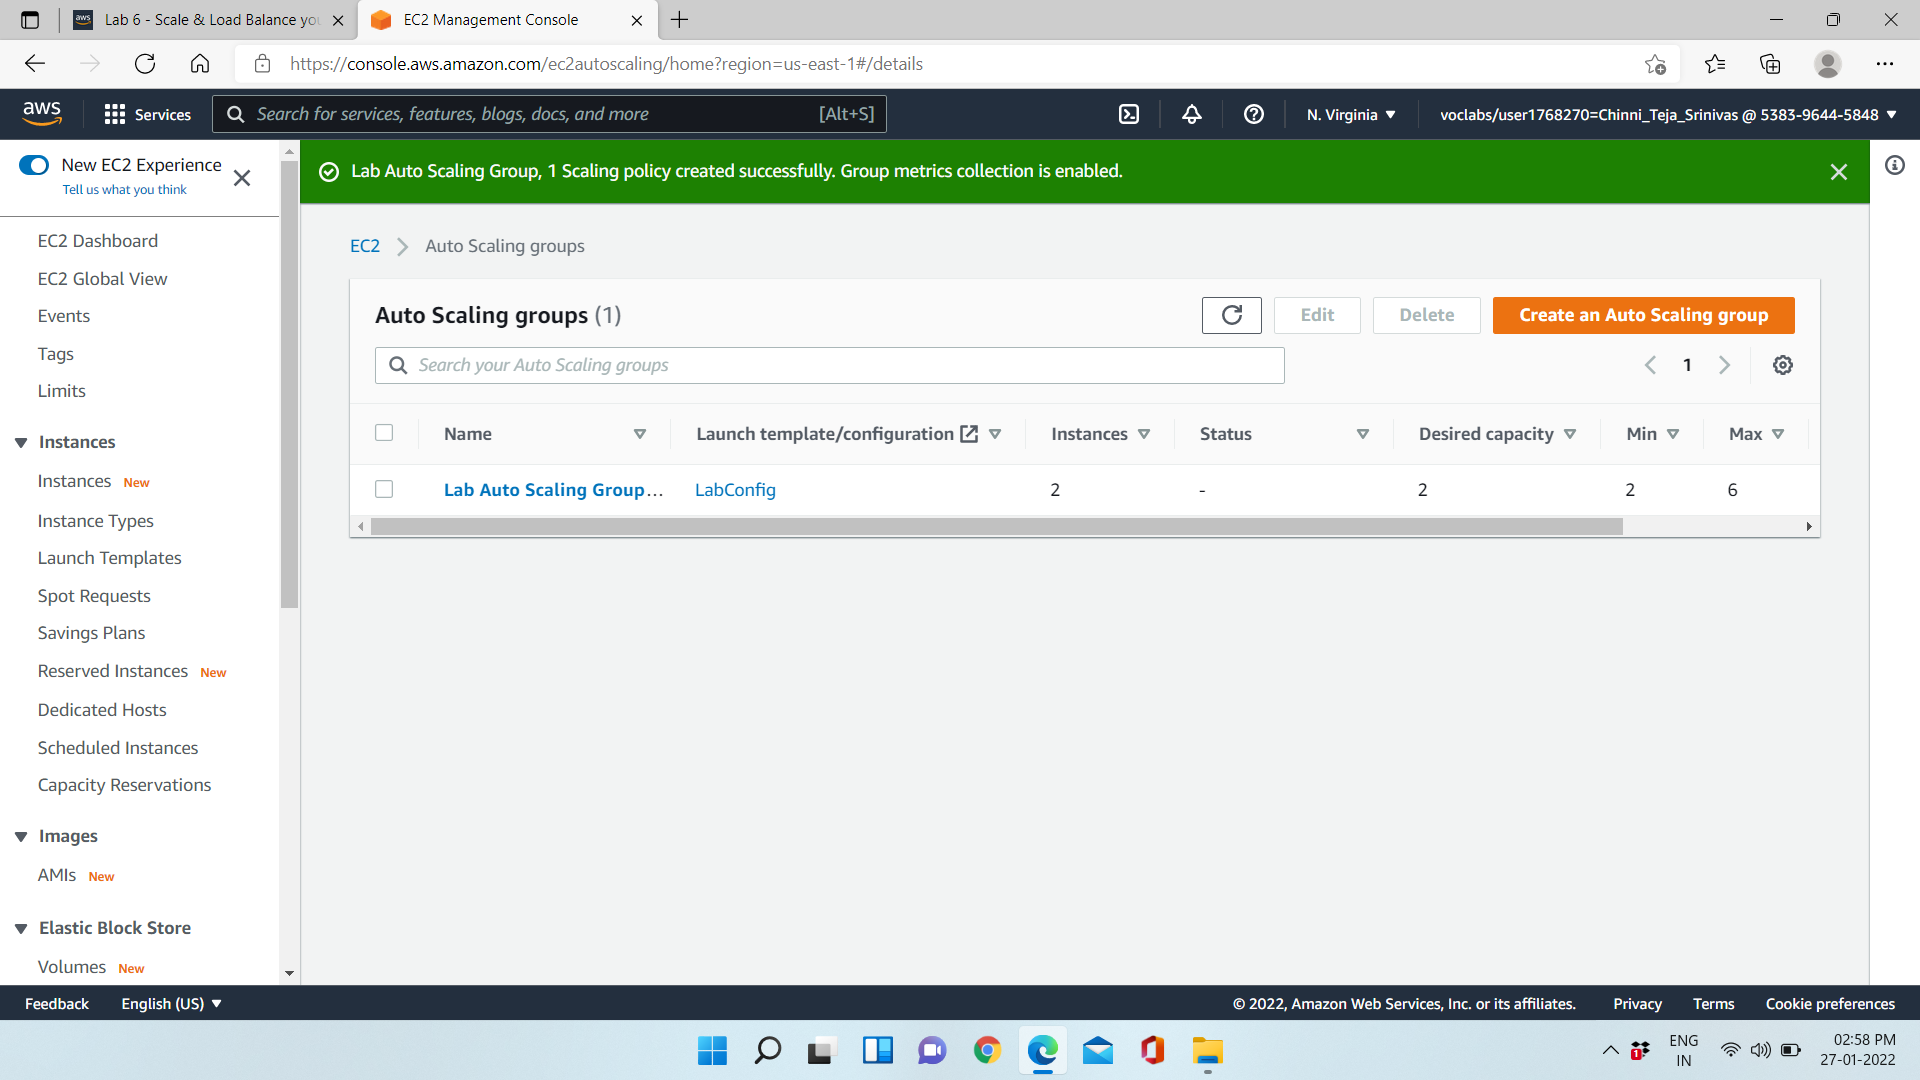 Lab 6 - Scale & Load Balance yo
EC2 Management Console
https://console.aws.amazon.com/ec2autoscaling/home?region=us-east-1#/details
aws
Services
Search for services, features, blogs, docs, and more
[Alt+S]
N. Virginia
voclabs/user1768270=Chinni_Teja_Srinivas @ 5383-9644-5848
New EC2 Experience
Tell us what you think
EC2 Dashboard
EC2 Global View
Events
Tags
Limits
Instances
Instances New
Instance Types
Launch Templates
Spot Requests
Savings Plans
Reserved Instances New
Dedicated Hosts
Scheduled Instances
Capacity Reservations
Images
AMIs New
Elastic Block Store
Volumes New
Lab Auto Scaling Group, 1 Scaling policy created successfully. Group metrics collection is enabled.
EC2 Auto Scaling groups
Auto Scaling groups (1)
Edit
Delete
Create an Auto Scaling group
Search your Auto Scaling groups
1
Name Launch template/configuration Instances Status Desired capacity Min Max
Lab Auto Scaling Group... LabConfig 2 - 2 2 6
Feedback
English (US)
© 2022, Amazon Web Services, Inc. or its affiliates.
Privacy
Terms
Cookie preferences
1
ENG
IN
02:58 PM
27-01-2022